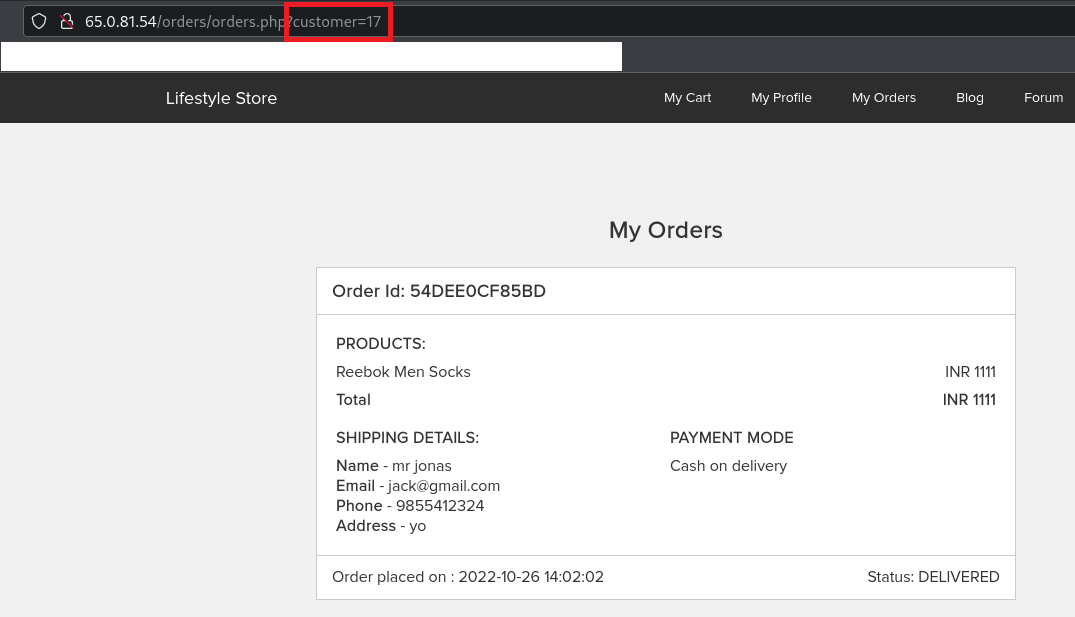 65.0.81.54/orders/orders.php?customer=17
Lifestyle Store My Cart My Profile My Orders Blog Forum
My Orders
Order Id: 54DEE0CF85BD
PRODUCTS:
Reebok Men Socks INR 1111
Total INR 1111
SHIPPING DETAILS: PAYMENT MODE
Name - mr jonas Cash on delivery
Email - jack@gmail.com
Phone - 9855412324
Address - yo
Order placed on : 2022-10-26 14:02:02 Status: DELIVERED